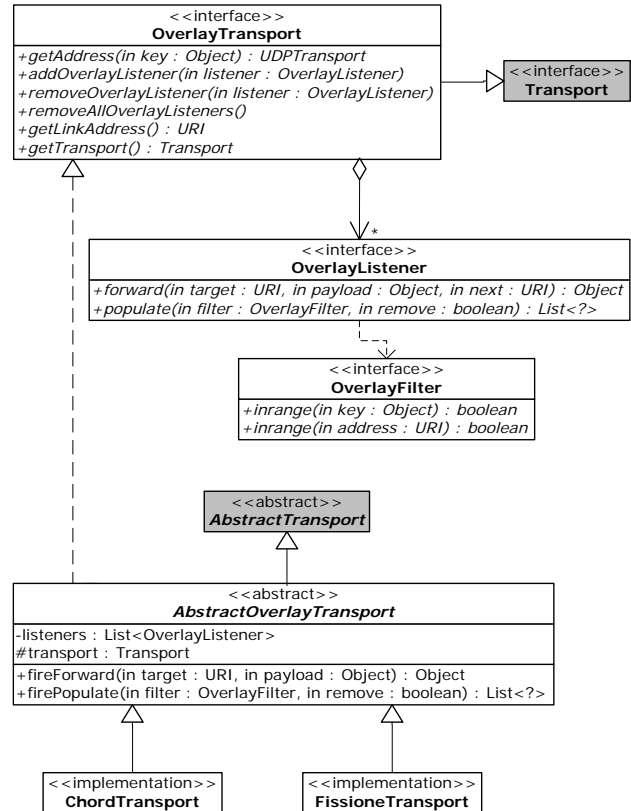 <<interface>>
OverlayTransport
+getAddress(in key : Object) : UDPTransport
+addOverlayListener(in listener : OverlayListener)
+removeOverlayListener(in listener : OverlayListener)
+removeAllOverlayListeners()
+getLinkAddress() : URI
+getTransport() : Transport
<<interface>>
Transport
*
<<interface>>
OverlayListener
+forward(in target : URI, in payload : Object, in next : URI) : Object
+populate(in filter : OverlayFilter, in remove : boolean) : List<?>
<<interface>>
OverlayFilter
+inrange(in key : Object) : boolean
+inrange(in address : URI) : boolean
<<abstract>>
AbstractTransport
<<abstract>>
AbstractOverlayTransport
-listeners : List<OverlayListener>
#transport : Transport
+fireForward(in target : URI, in payload : Object) : Object
+firePopulate(in filter : OverlayFilter, in remove : boolean) : List<?>
<<implementation>>
ChordTransport
<<implementation>>
FissioneTransport